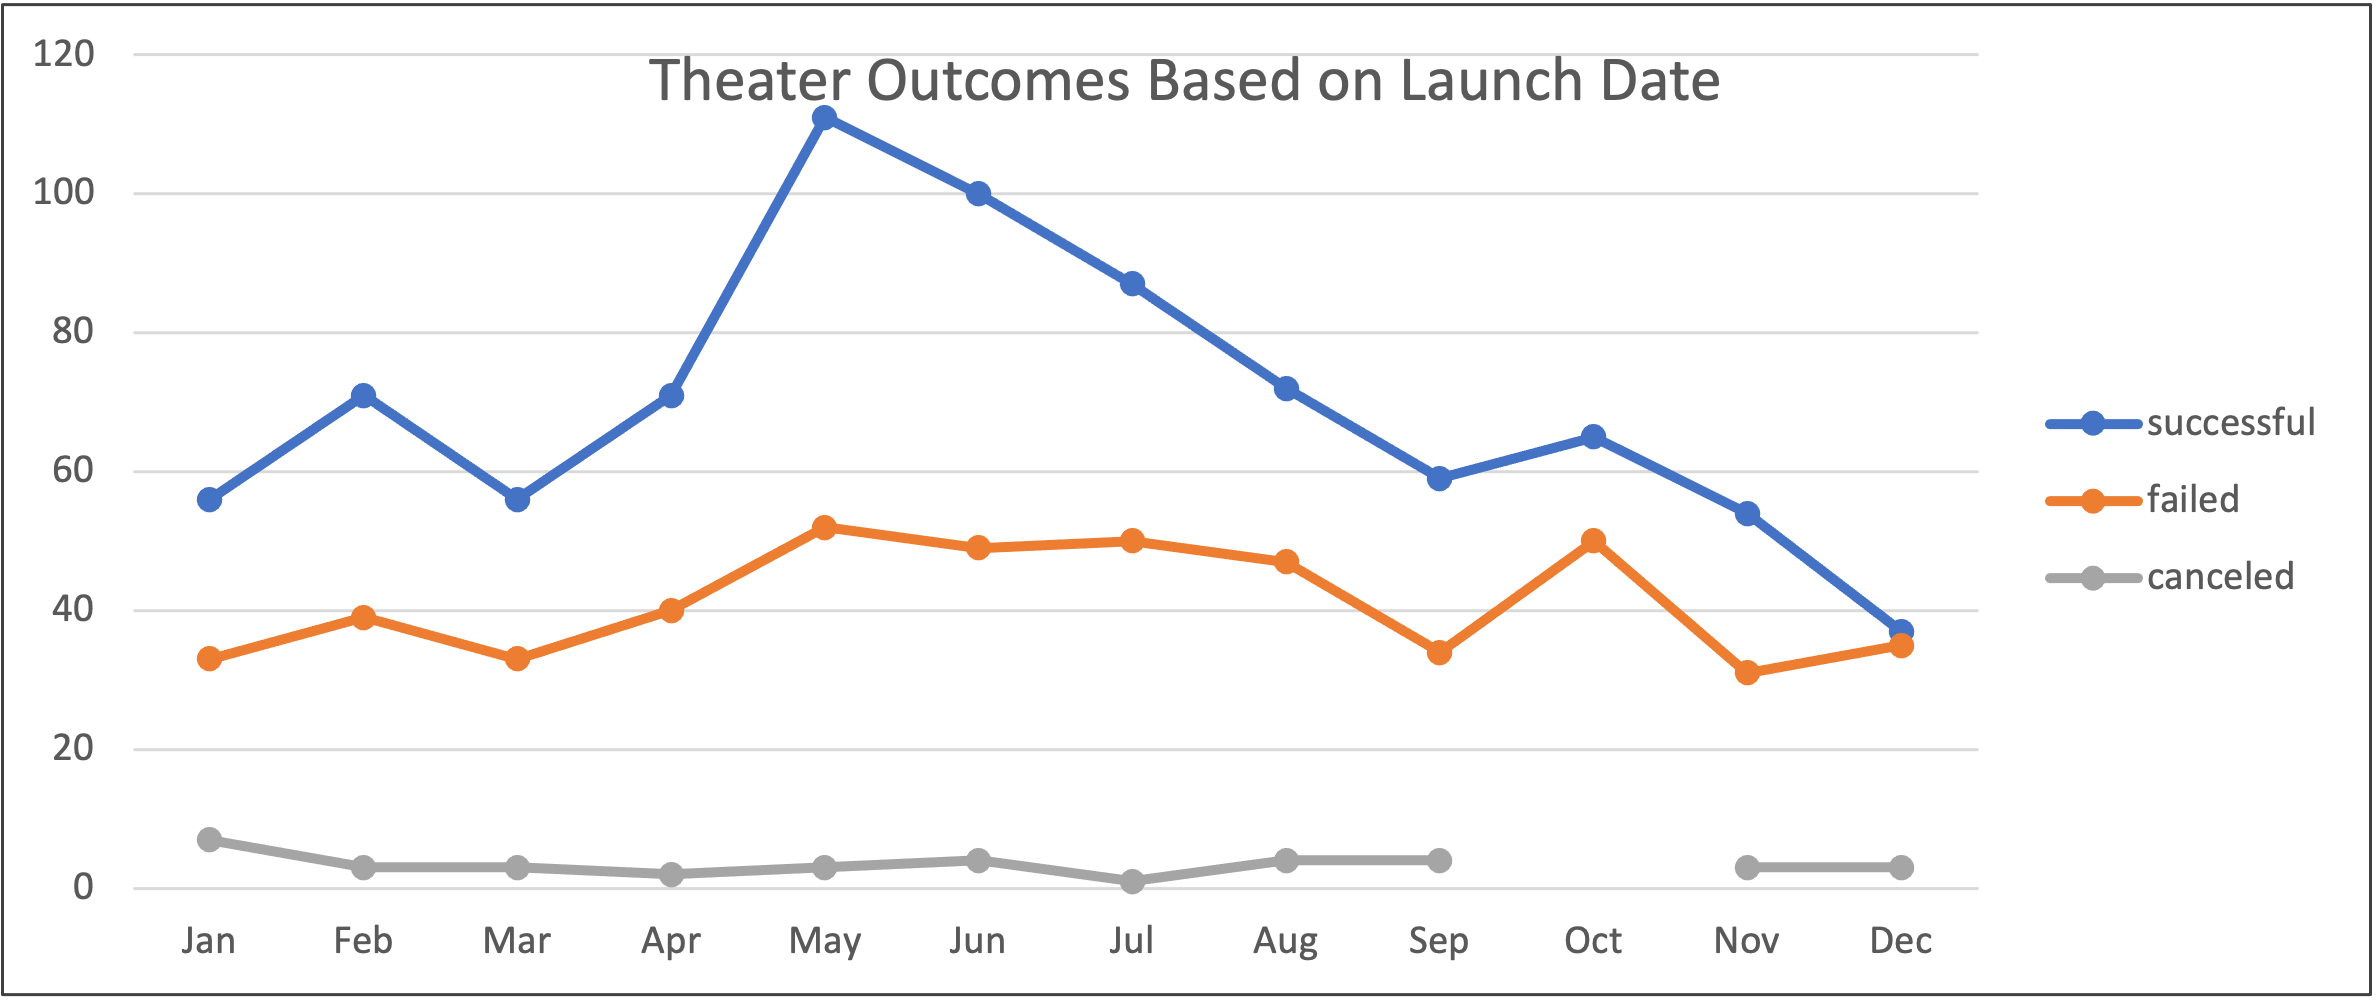 Theater Outcomes Based on Launch Date
120
100
80
60
40
20
0
Jan Feb Mar Apr May Jun Jul Aug Sep Oct Nov Dec
successful
failed
canceled